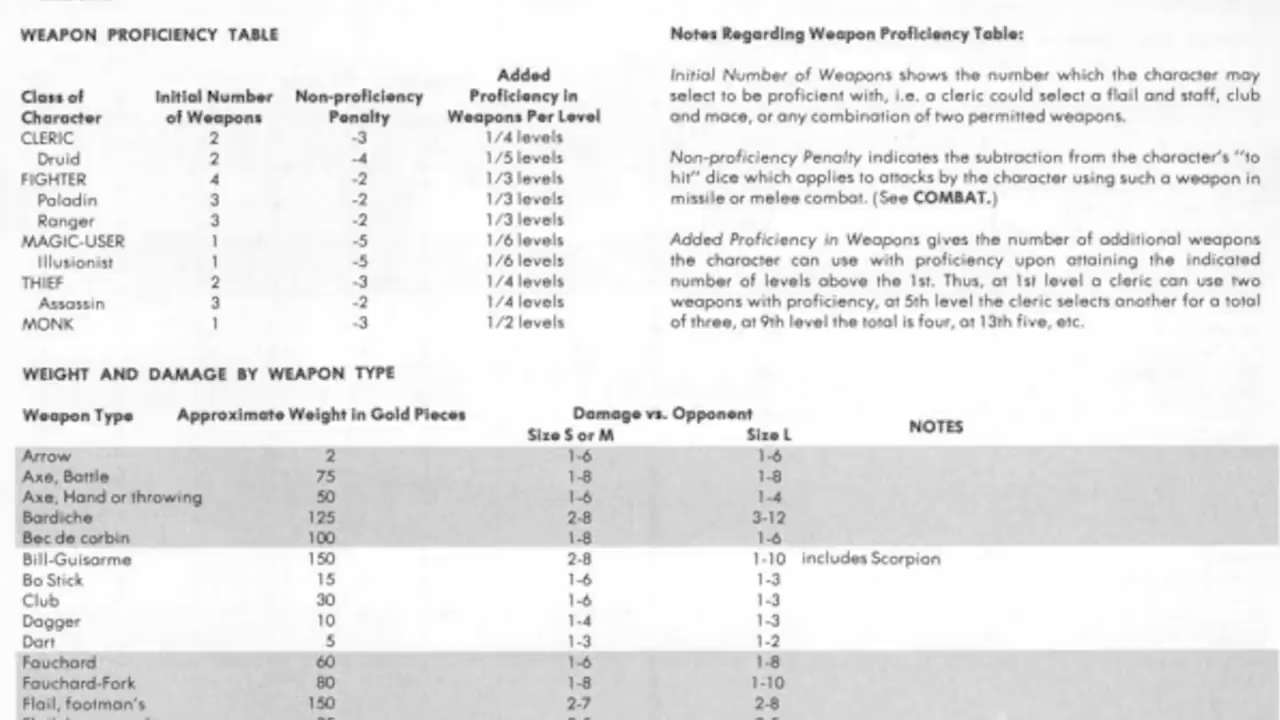 WEAPON PROFICIENCY TABLE
Class of Character Initial Number of Weapons Non-proficiency Penalty Added Proficiency in Weapons Per Level
CLERIC 2 -3 1/4 levels
Druid 2 -4 1/5 levels
FIGHTER 4 -2 1/3 levels
Paladin 3 -2 1/3 levels
Ranger 3 -2 1/3 levels
MAGIC-USER 1 -5 1/6 levels
Illusionist 1 -5 1/6 levels
THIEF 2 -3 1/4 levels
Assassin 3 -2 1/4 levels
MONK 1 -3 1/2 levels
Notes Regarding Weapon Proficiency Table:
Initial Number of Weapons shows the number which the character may
select to be proficient with, i.e. a cleric could select a flail and staff, club
and mace, or any combination of two permitted weapons.
Non-proficiency Penalty indicates the subtraction from the character's "to
hit" dice which applies to attacks by the character using such a weapon in
missile or melee combat. (See COMBAT.)
Added Proficiency in Weapons gives the number of additional weapons
the character can use with proficiency upon attaining the indicated
number of levels above the 1st. Thus, at 1st level a cleric can use two
weapons with proficiency, at 5th level the cleric selects another for a total
of three, at 9th level the total is four, at 13th five, etc.
WEIGHT AND DAMAGE BY WEAPON TYPE
Weapon Type Approximate Weight in Gold Pieces Damage vs. Opponent
Size S or M Size L NOTES
Arrow 2 1-6 1-6
Axe, Battle 75 1-8 1-8
Axe, Hand or throwing 50 1-6 1-4
Bardiche 125 2-8 3-12
Bec de corbin 100 1-8 1-6
Bill-Guisarme 150 2-8 1-10 includes Scorpion
Bo Stick 15 1-6 1-3
Club 30 1-6 1-3
Dagger 10 1-4 1-3
Dart 5 1-3 1-2
Fauchard 60 1-6 1-8
Fauchard-Fork 80 1-8 1-10
Flail, footman's 150 2-7 2-8